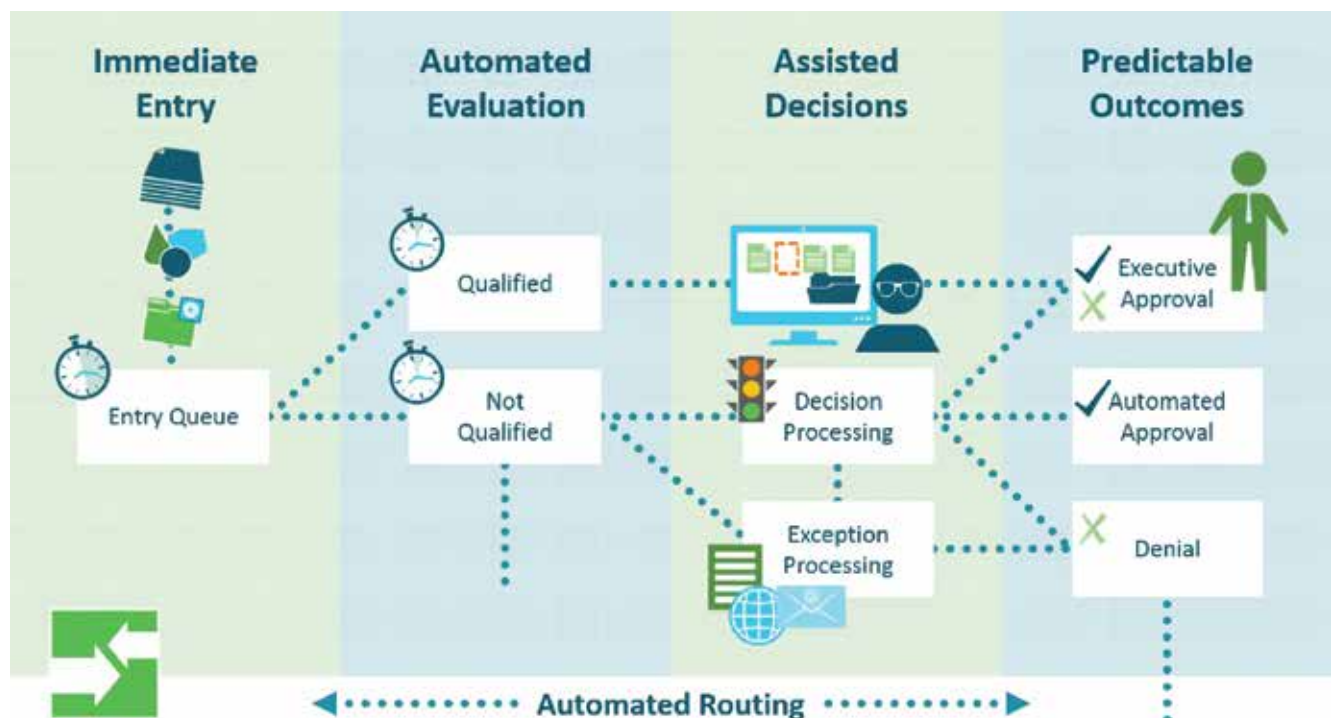 Immediate
Entry
Automated
Evaluation
Assisted
Decisions
Predictable
Outcomes
Qualified
Executive
Approval
Entry Queue
Not
Qualified
Decision
Processing
Automated
Approval
Exception
Processing
Denial
Automated Routing